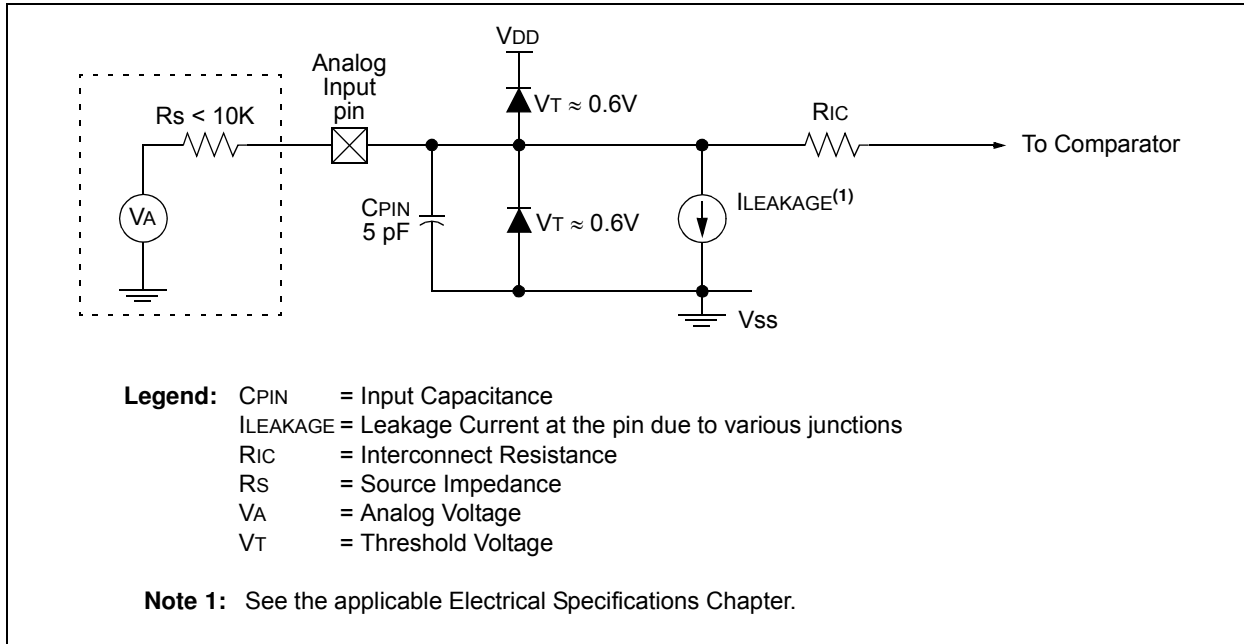 VDD
Analog
Input
pin
Rs < 10K
VT ≈ 0.6V
RIC
To Comparator
VA
CPIN
5 pF
VT ≈ 0.6V
ILEAKAGE(1)
Vss
Legend: CPIN = Input Capacitance
ILEAKAGE = Leakage Current at the pin due to various junctions
RIC = Interconnect Resistance
RS = Source Impedance
VA = Analog Voltage
VT = Threshold Voltage
Note 1: See the applicable Electrical Specifications Chapter.